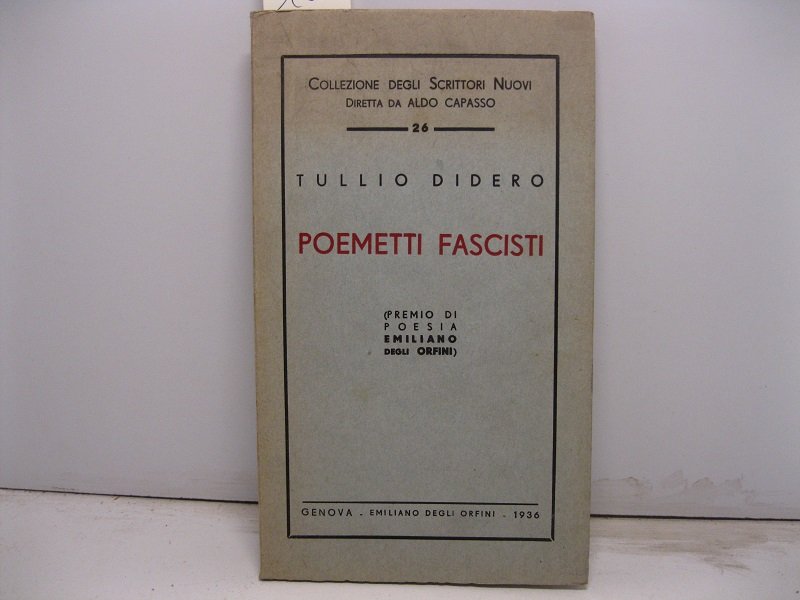 COLLEZIONE DEGLI SCRITTORI NUOVI
DIRETTA DA ALDO CAPASSO
26
TULLIO DIDERO
POEMETTI FASCISTI
(PREMIO DI
POESIA
EMILIANO
DEGLI ORFINI)
GENOVA - EMILIANO DEGLI ORFINI - 1936